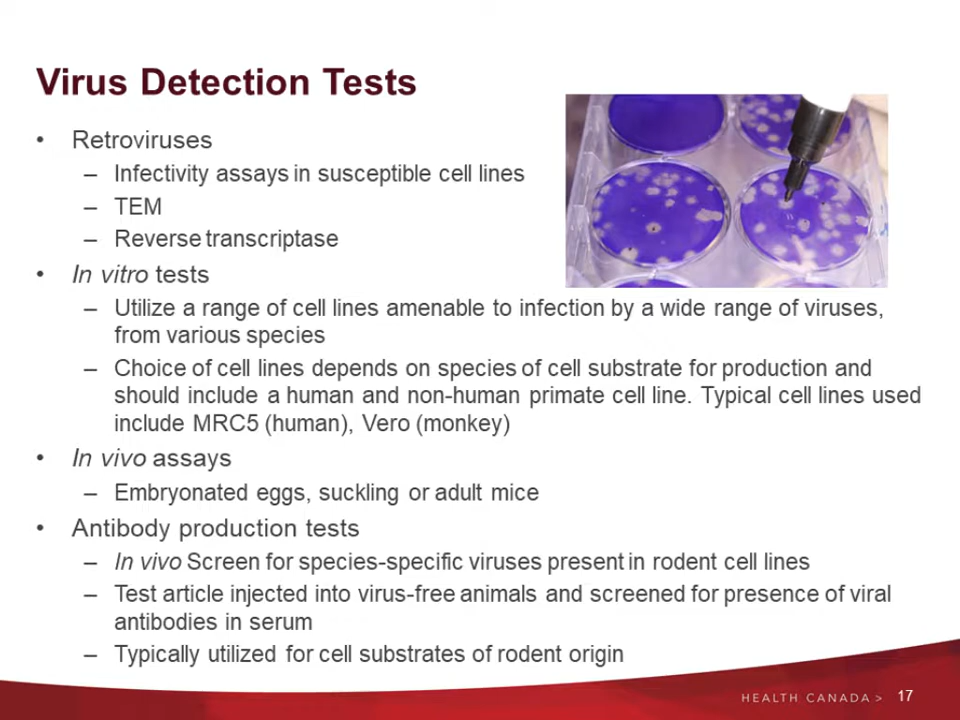 Virus Detection Tests
• Retroviruses
– Infectivity assays in susceptible cell lines
– TEM
– Reverse transcriptase
• In vitro tests
– Utilize a range of cell lines amenable to infection by a wide range of viruses,
from various species
– Choice of cell lines depends on species of cell substrate for production and
should include a human and non-human primate cell line. Typical cell lines used
include MRC5 (human), Vero (monkey)
• In vivo assays
– Embryonated eggs, suckling or adult mice
• Antibody production tests
– In vivo Screen for species-specific viruses present in rodent cell lines
– Test article injected into virus-free animals and screened for presence of viral
antibodies in serum
– Typically utilized for cell substrates of rodent origin
HEALTH CANADA > 17